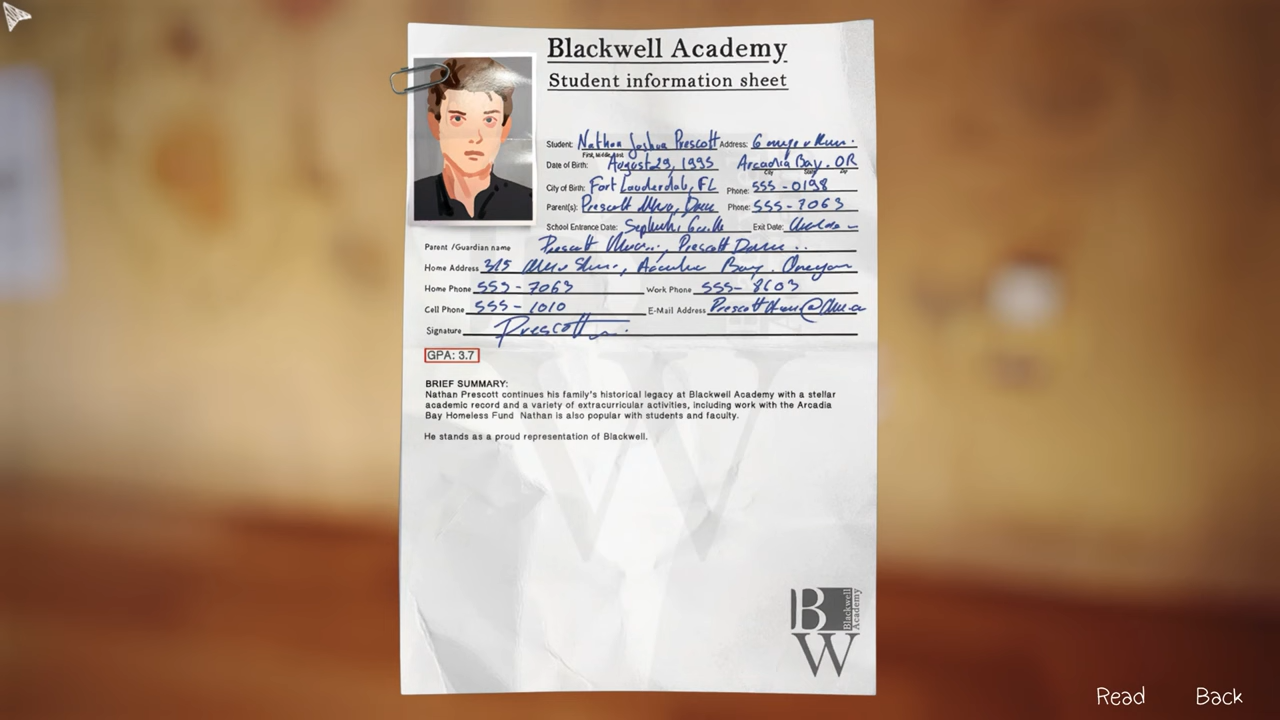 Blackwell Academy
Student information sheet
Student: Nathan Joshua Prescott Address:
First, Middle, Last
Date of Birth: August 29, 1995 Arcadia Bay. OR
City State Zip
City of Birth: Fort Lauderdale, FL Phone: 555-0198
Parent(s): Prescott Phone: 555-7063
School Entrance Date: Exit Date:
Parent /Guardian name Prescott Prescott
Home Address 315 Bay. Oregon
Home Phone 555-7063 Work Phone 555-8103
Cell Phone 555-1010 E-Mail Address
Signature Prescott
GPA: 3.7
BRIEF SUMMARY:
Nathan Prescott continues his family's historical legacy at Blackwell Academy with a stellar
academic record and a variety of extracurricular activities, including work with the Arcadia
Bay Homeless Fund Nathan is also popular with students and faculty.
He stands as a proud representation of Blackwell.
B
Blackwell
Academy
W
Read Back